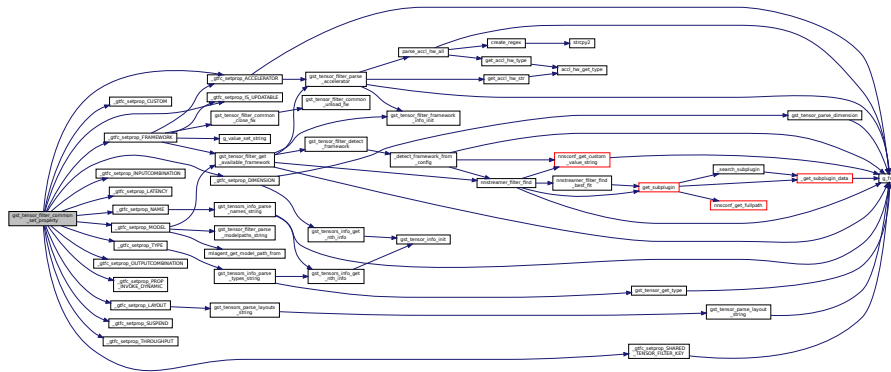 gst_tensor_filter_common
_set_property
_gtfc_setprop_ACCELERATOR
_gtfc_setprop_IS_UPDATABLE
_gtfc_setprop_CUSTOM
_gtfc_setprop_FRAMEWORK
_gtfc_setprop_INPUTCOMBINATION
_gtfc_setprop_DIMENSION
_gtfc_setprop_LATENCY
_gtfc_setprop_NAME
_gtfc_setprop_MODEL
_gtfc_setprop_TYPE
_gtfc_setprop_OUTPUTCOMBINATION
_gtfc_setprop_PROP
_INVOKE_DYNAMIC
_gtfc_setprop_LAYOUT
_gtfc_setprop_SUSPEND
_gtfc_setprop_THROUGHPUT
gst_tensor_filter_common
_close_fw
g_value_set_string
gst_tensor_filter_get
_available_framework
gst_tensors_info_parse
_names_string
gst_tensor_filter_parse
_modelpaths_string
mlagent_get_model_path_from
gst_tensors_info_parse
_types_string
gst_tensors_parse_layouts
_string
gst_tensor_filter_parse
_accelerator
gst_tensor_filter_common
_unload_fw
gst_tensor_filter_detect
_framework
gst_tensors_info_get
_nth_info
gst_tensors_info_get
_nth_info
parse_accl_hw_all
gst_tensor_filter_framework
_info_init
_detect_framework_from
_config
gst_tensor_info_init
create_regex
get_accl_hw_type
get_accl_hw_str
strcpy2
accl_hw_get_type
nnstreamer_filter_find
nnsconf_get_custom
_value_string
nnstreamer_filter_find
_best_fit
get_subplugin
_search_subplugin
nnsconf_get_fullpath
_get_subplugin_data
gst_tensor_parse_dimension
gst_tensor_get_type
gst_tensor_parse_layout
_string
_gtfc_setprop_SHARED
_TENSOR_FILTER_KEY